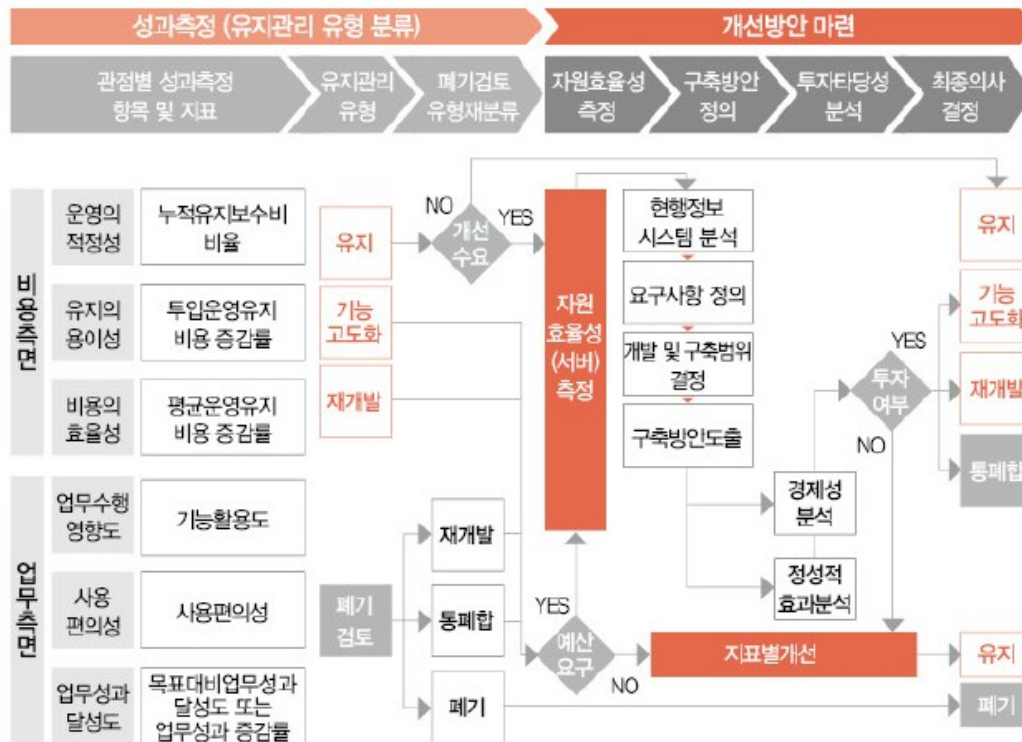 성과측정 (유지관리 유형 분류)
개선방안 마련
관점별 성과측정
항목 및 지표
유지관리
유형
폐기검토
유형재분류
자원효율성
측정
구축방안
정의
투자타당성
분석
최종의사
결정
비용측면
운영의
적정성
누적유지보수비
비율
유지의
용이성
투입운영유지
비용 증감률
비용의
효율성
평균운영유지
비용 증감률
업무측면
업무수행
영향도
기능활용도
사용
편의성
사용편의성
업무성과
달성도
목표대비업무성과
달성도 또는
업무성과 증감률
유지
기능
고도화
재개발
폐기
검토
재개발
통폐합
폐기
NO
개선
수요
YES
자원
효율성
(서버)
측정
YES
예산
요구
NO
현행정보
시스템 분석
요구사항 정의
개발 및 구축범위
결정
구축방안도출
경제성
분석
정성적
효과분석
YES
투자
여부
NO
지표별개선
유지
기능
고도화
재개발
통폐합
유지
폐기